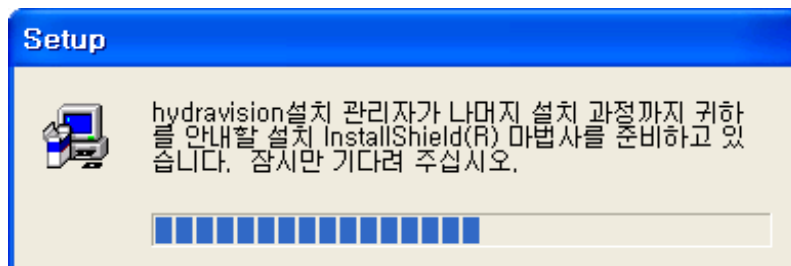 Setup
hydravision설치 관리자가 나머지 설치 과정까지 귀하
를 안내할 설치 InstallShield(R) 마법사를 준비하고 있
습니다. 잠시만 기다려 주십시오.